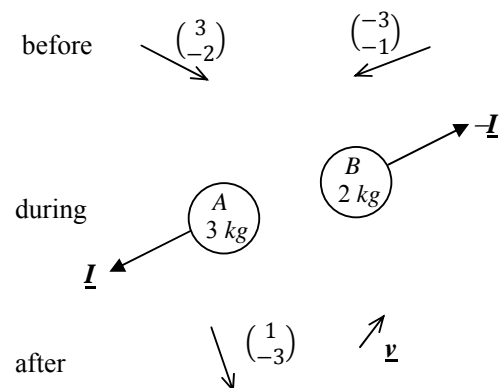 before
(3
-2)
(-3
-1)
-I
B
2 kg
during
A
3 kg
I
(1
-3)
v
after